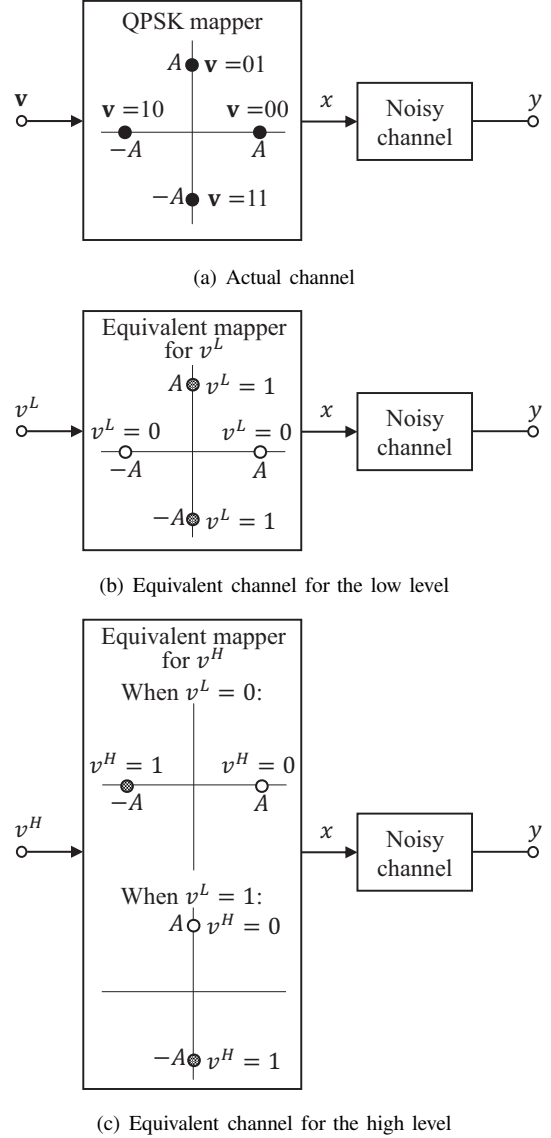 QPSK mapper
A v =01
v x y
v =10 v =00
Noisy
channel
−A A
−A v =11
(a) Actual channel
Equivalent mapper
for v^L
A v^L = 1
v^L x y
v^L = 0 v^L = 0
Noisy
channel
−A A
−A v^L = 1
(b) Equivalent channel for the low level
Equivalent mapper
for v^H
When v^L = 0:
v^H = 1 v^H = 0
−A A
v^H x y
Noisy
channel
When v^L = 1:
A v^H = 0
−A v^H = 1
(c) Equivalent channel for the high level